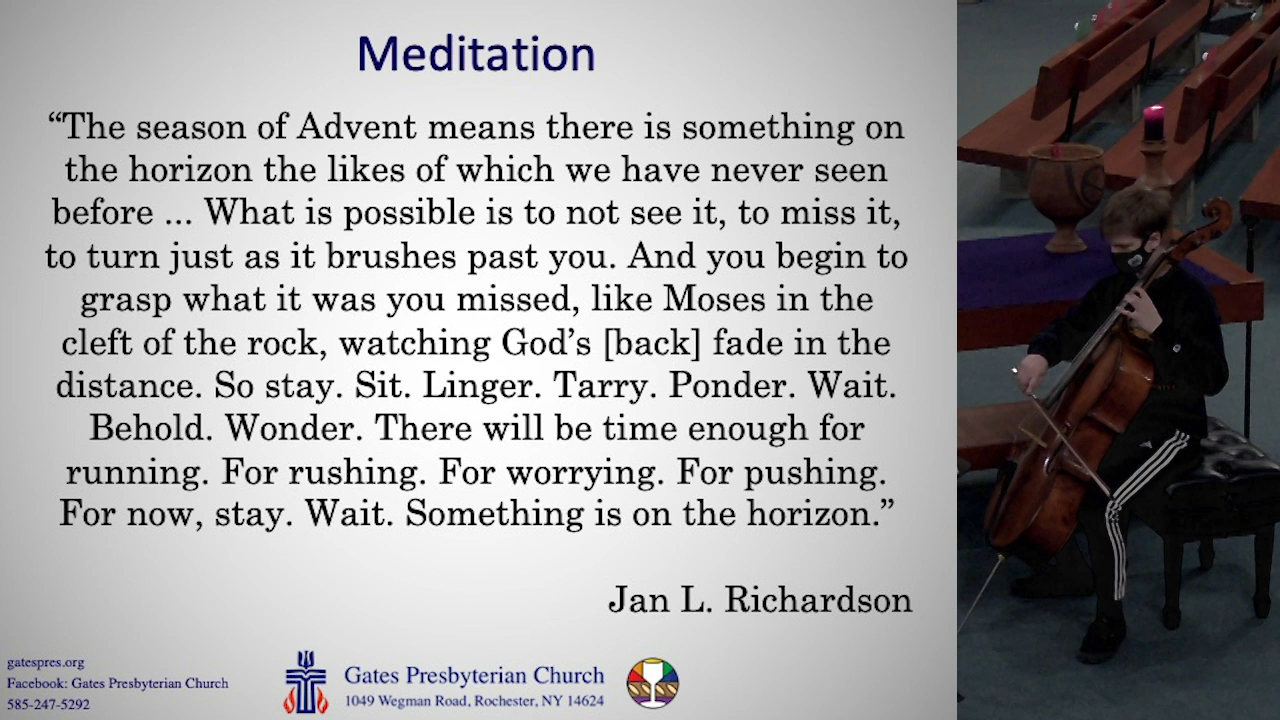 Meditation
“The season of Advent means there is something on
the horizon the likes of which we have never seen
before ... What is possible is to not see it, to miss it,
to turn just as it brushes past you. And you begin to
grasp what it was you missed, like Moses in the
cleft of the rock, watching God’s [back] fade in the
distance. So stay. Sit. Linger. Tarry. Ponder. Wait.
Behold. Wonder. There will be time enough for
running. For rushing. For worrying. For pushing.
For now, stay. Wait. Something is on the horizon.”
Jan L. Richardson
gatespres.org
Facebook: Gates Presbyterian Church
585-247-5292
Gates Presbyterian Church
1049 Wegman Road, Rochester, NY 14624